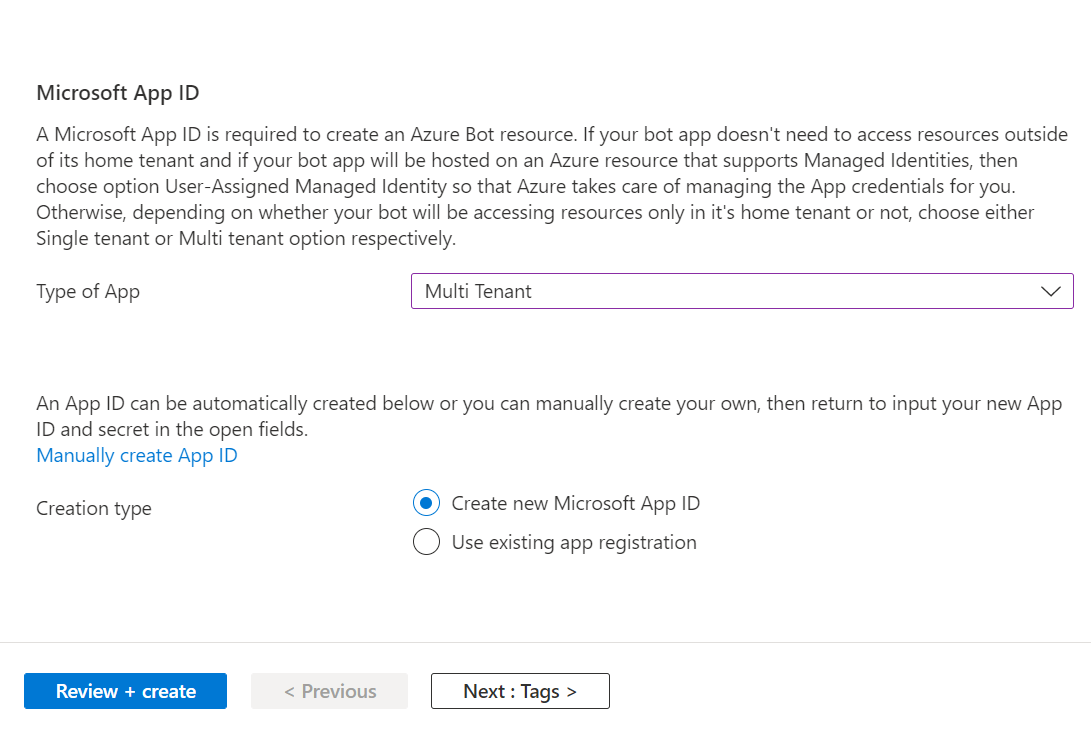 Microsoft App ID
A Microsoft App ID is required to create an Azure Bot resource. If your bot app doesn't need to access resources outside
of its home tenant and if your bot app will be hosted on an Azure resource that supports Managed Identities, then
choose option User-Assigned Managed Identity so that Azure takes care of managing the App credentials for you.
Otherwise, depending on whether your bot will be accessing resources only in it's home tenant or not, choose either
Single tenant or Multi tenant option respectively.
Type of App
Multi Tenant
An App ID can be automatically created below or you can manually create your own, then return to input your new App
ID and secret in the open fields.
Manually create App ID
Creation type
Create new Microsoft App ID
Use existing app registration
Review + create
< Previous
Next : Tags >